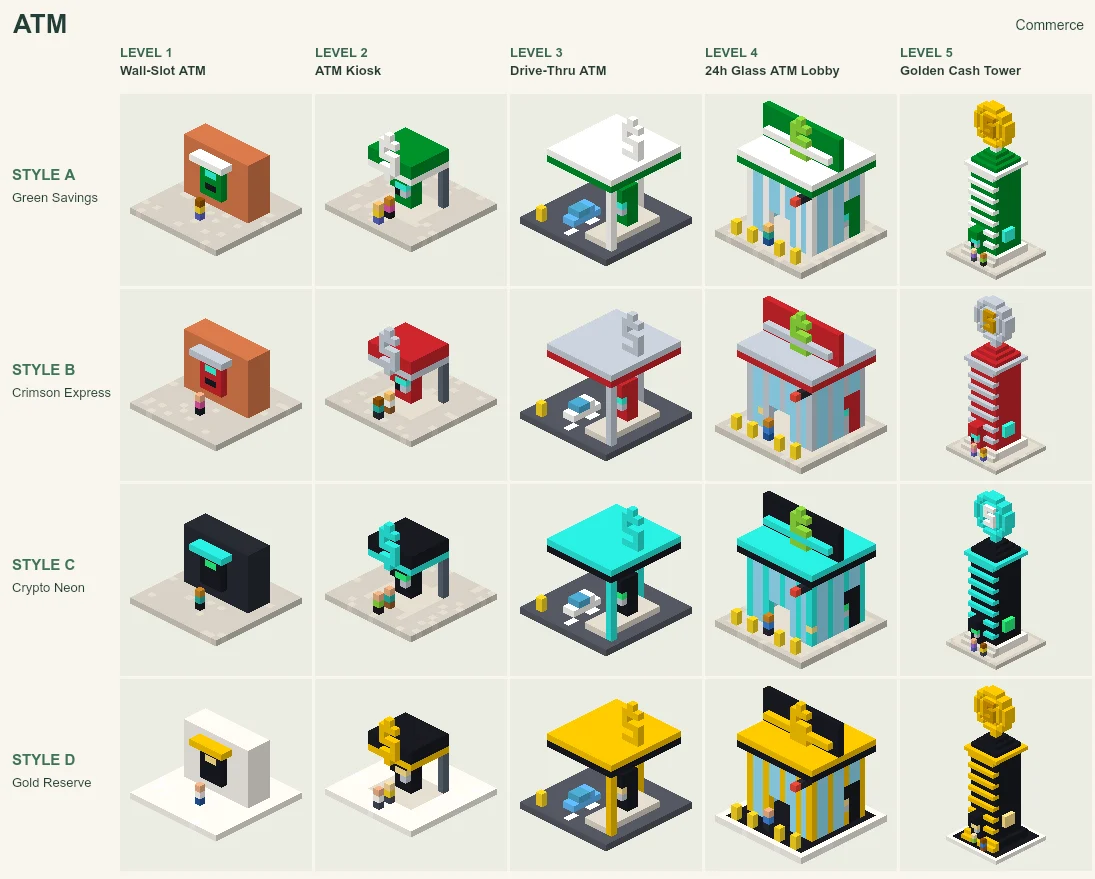 ATM
Commerce
LEVEL 1
Wall-Slot ATM
LEVEL 2
ATM Kiosk
LEVEL 3
Drive-Thru ATM
LEVEL 4
24h Glass ATM Lobby
LEVEL 5
Golden Cash Tower
STYLE A
Green Savings
STYLE B
Crimson Express
STYLE C
Crypto Neon
STYLE D
Gold Reserve